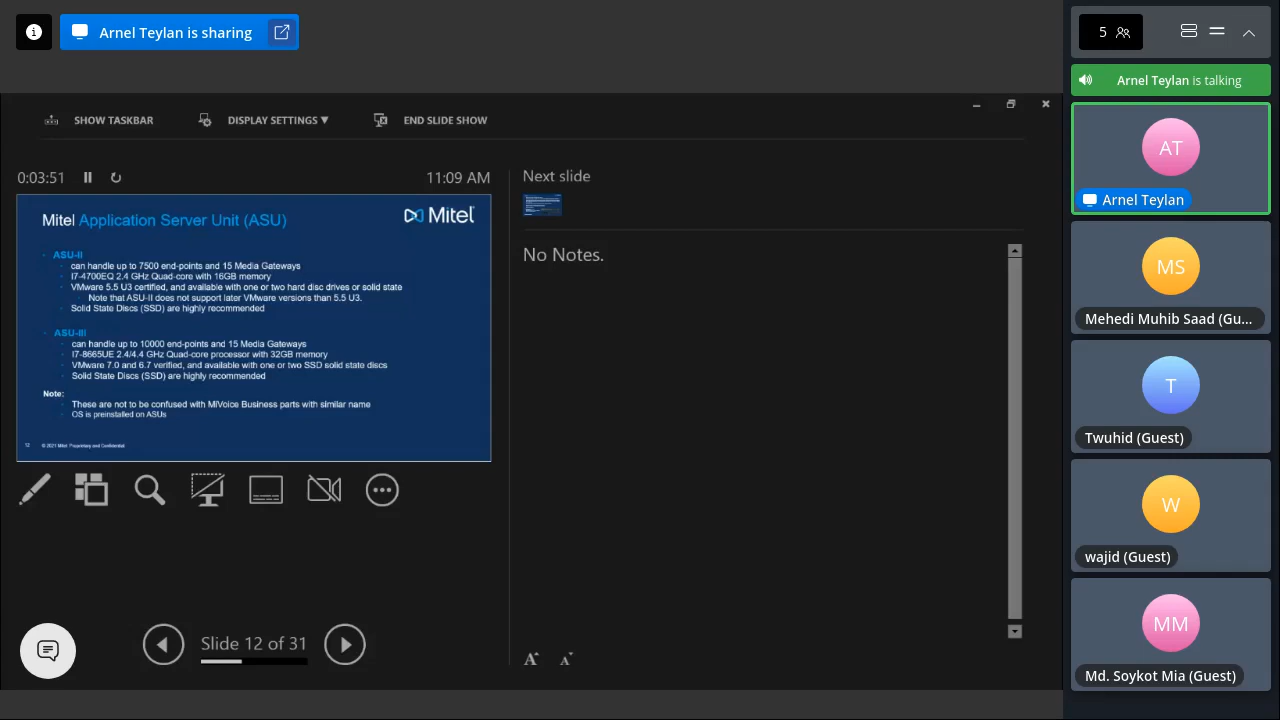 Arnel Teylan is sharing
5
Arnel Teylan is talking
SHOW TASKBAR
DISPLAY SETTINGS ▼
END SLIDE SHOW
0:03:51
11:09 AM
Next slide
No Notes.
Mitel Application Server Unit (ASU)
Mitel
ASU-II
can handle up to 7500 end-points and 15 Media Gateways
I7-4700EQ 2.4 GHz Quad-core with 16GB memory
VMware 5.5 U3 certified, and available with one or two hard disc drives or solid state
Note that ASU-II does not support later VMware versions than 5.5 U3.
Solid State Discs (SSD) are highly recommended
ASU-III
can handle up to 10000 end-points and 15 Media Gateways
I7-8665UE 2.4/4.4 GHz Quad-core processor with 32GB memory
VMware 7.0 and 6.7 verified, and available with one or two SSD solid state discs
Solid State Discs (SSD) are highly recommended
Note:
These are not to be confused with MiVoice Business parts with similar name
OS is preinstalled on ASUs
12 © 2021 Mitel. Proprietary and Confidential
Slide 12 of 31
A A
AT
Arnel Teylan
MS
Mehedi Muhib Saad (Gu...
T
Twuhid (Guest)
W
wajid (Guest)
MM
Md. Soykot Mia (Guest)